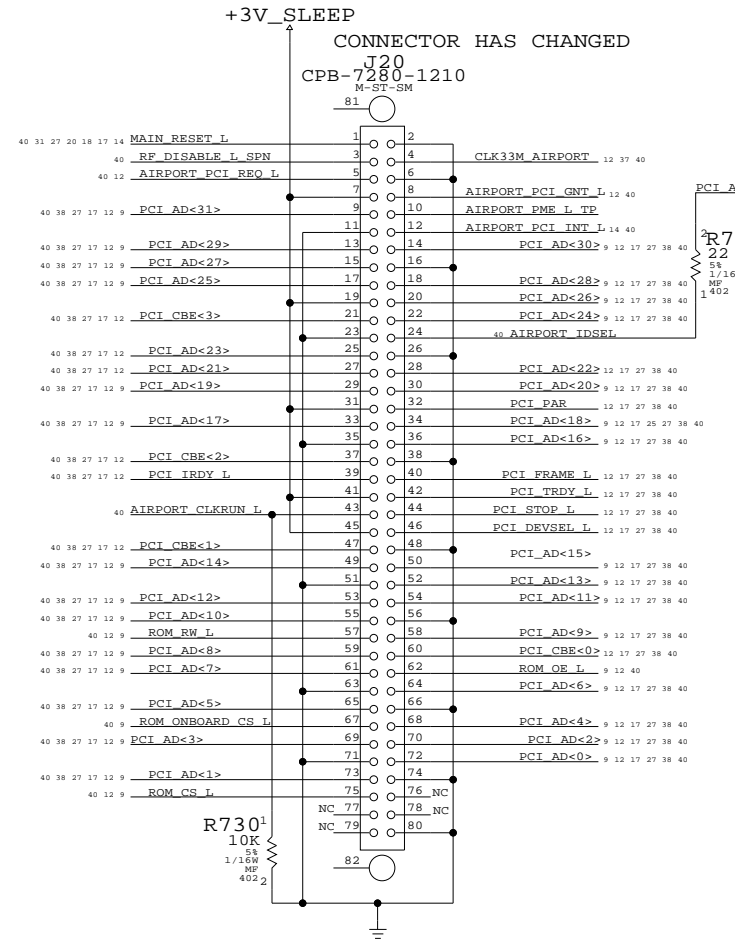 +3V_SLEEP
CONNECTOR HAS CHANGED
J20
CPB-7280-1210
M-ST-SM
81
40 31 27 20 18 17 14 MAIN_RESET_L 1 2
40 RF_DISABLE_L_SPN 3 4 CLK33M_AIRPORT 12 37 40
40 12 AIRPORT_PCI_REQ_L 5 6
7 8 AIRPORT_PCI_GNT_L 12 40
PCI_A
40 38 27 17 12 9 PCI_AD<31> 9 10 AIRPORT_PME_L_TP
11 12 AIRPORT_PCI_INT_L 14 40
40 38 27 17 12 9 PCI_AD<29> 13 14 PCI_AD<30> 9 12 17 27 38 40
2 R7
22
5%
1/16
MF
402
1
40 38 27 17 12 9 PCI_AD<27> 15 16
40 38 27 17 12 9 PCI_AD<25> 17 18 PCI_AD<28> 9 12 17 27 38 40
19 20 PCI_AD<26> 9 12 17 27 38 40
40 38 27 17 12 PCI_CBE<3> 21 22 PCI_AD<24> 9 12 17 27 38 40
23 24 40 AIRPORT_IDSEL
40 38 27 17 12 PCI_AD<23> 25 26
40 38 27 17 12 PCI_AD<21> 27 28 PCI_AD<22> 12 17 27 38 40
40 38 27 17 12 9 PCI_AD<19> 29 30 PCI_AD<20> 9 12 17 27 38 40
31 32 PCI_PAR 12 17 27 38 40
40 38 27 17 12 9 PCI_AD<17> 33 34 PCI_AD<18> 9 12 17 25 27 38 40
35 36 PCI_AD<16> 9 12 17 27 38 40
40 38 27 17 12 PCI_CBE<2> 37 38
40 38 27 17 12 PCI_IRDY_L 39 40 PCI_FRAME_L 12 17 27 38 40
41 42 PCI_TRDY_L 12 17 27 38 40
40 AIRPORT_CLKRUN_L 43 44 PCI_STOP_L 12 17 27 38 40
45 46 PCI_DEVSEL_L 12 17 27 38 40
40 38 27 17 12 PCI_CBE<1> 47 48
40 38 27 17 12 9 PCI_AD<14> 49 50 PCI_AD<15> 9 12 17 27 38 40
51 52 PCI_AD<13> 9 12 17 27 38 40
40 38 27 17 12 9 PCI_AD<12> 53 54 PCI_AD<11> 9 12 17 27 38 40
40 38 27 17 12 9 PCI_AD<10> 55 56
40 12 9 ROM_RW_L 57 58 PCI_AD<9> 9 12 17 27 38 40
40 38 27 17 12 9 PCI_AD<8> 59 60 PCI_CBE<0> 12 17 27 38 40
40 38 27 17 12 9 PCI_AD<7> 61 62 ROM_OE_L 9 12 40
63 64 PCI_AD<6> 9 12 17 27 38 40
40 38 27 17 12 9 PCI_AD<5> 65 66
40 9 ROM_ONBOARD_CS_L 67 68 PCI_AD<4> 9 12 17 27 38 40
40 38 27 17 12 9 PCI_AD<3> 69 70 PCI_AD<2> 9 12 17 27 38 40
71 72 PCI_AD<0> 9 12 17 27 38 40
40 38 27 17 12 9 PCI_AD<1> 73 74
40 12 9 ROM_CS_L 75 76 NC
NC 77 78 NC
NC 79 80
R730 1
10K
5%
1/16W
MF
402 2
82